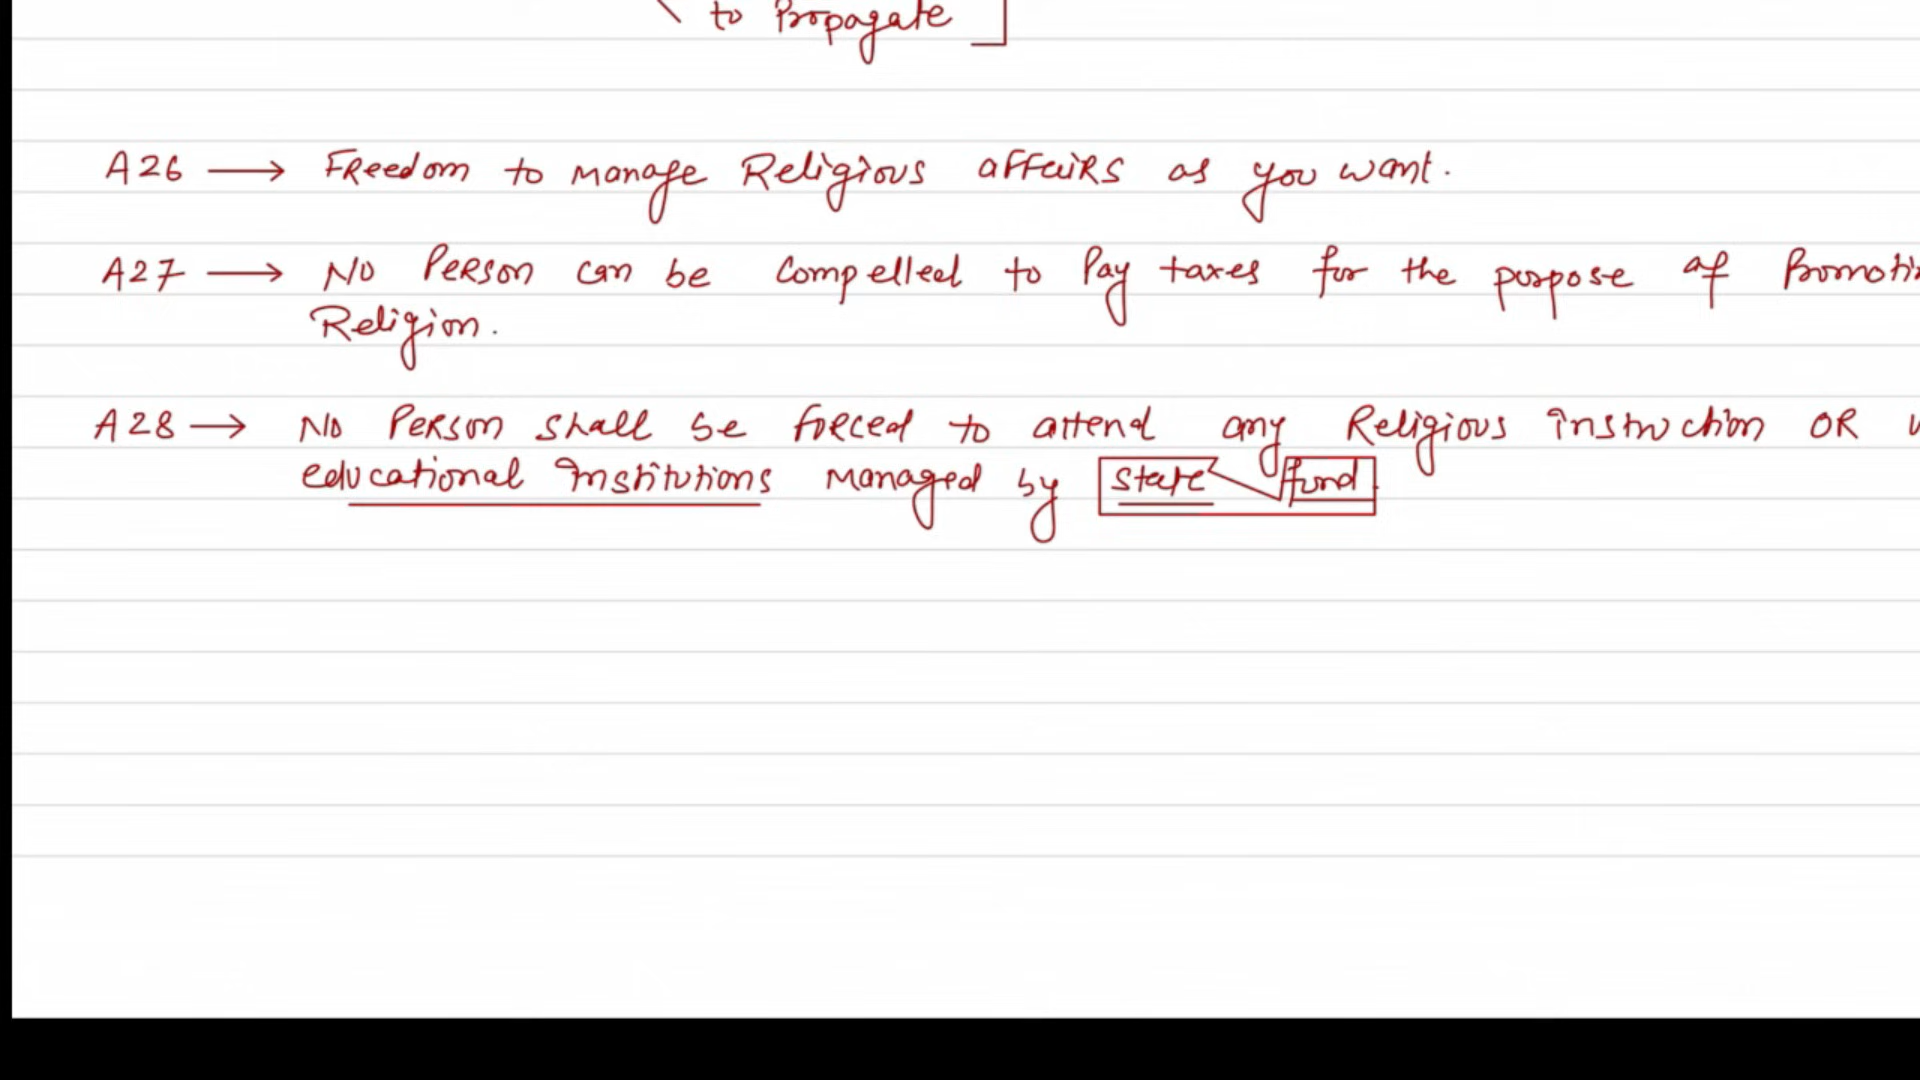 to Propagate
A26 → Freedom to manage Religious affairs as you want.
A27 → No Person can be Compelled to Pay taxes for the purpose of Promotin
Religion.
A28 → No Person shall be forced to attend any Religious instruction OR
educational Institutions managed by State fund.